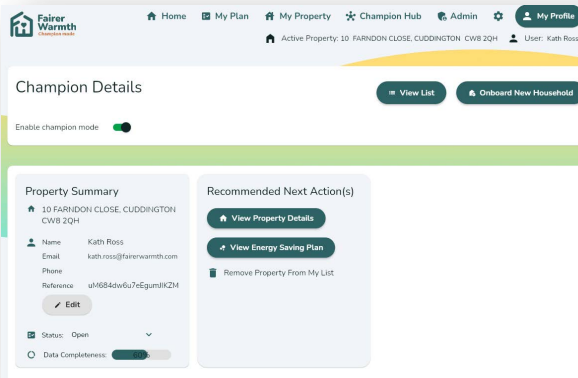 Fairer
Warmth
Champion mode
Home
My Plan
My Property
Champion Hub
Admin
My Profile
Active Property: 10 FARNDON CLOSE, CUDDINGTON CW8 2QH
User: Kath Ross
Champion Details
View List
Onboard New Household
Enable champion mode
Property Summary
10 FARNDON CLOSE, CUDDINGTON
CW8 2QH
Name Kath Ross
Email kath.ross@fairerwarmth.com
Phone
Reference uM684dw6u7eEgumJIKZM
Edit
Status: Open
Data Completeness: 60%
Recommended Next Action(s)
View Property Details
View Energy Saving Plan
Remove Property From My List